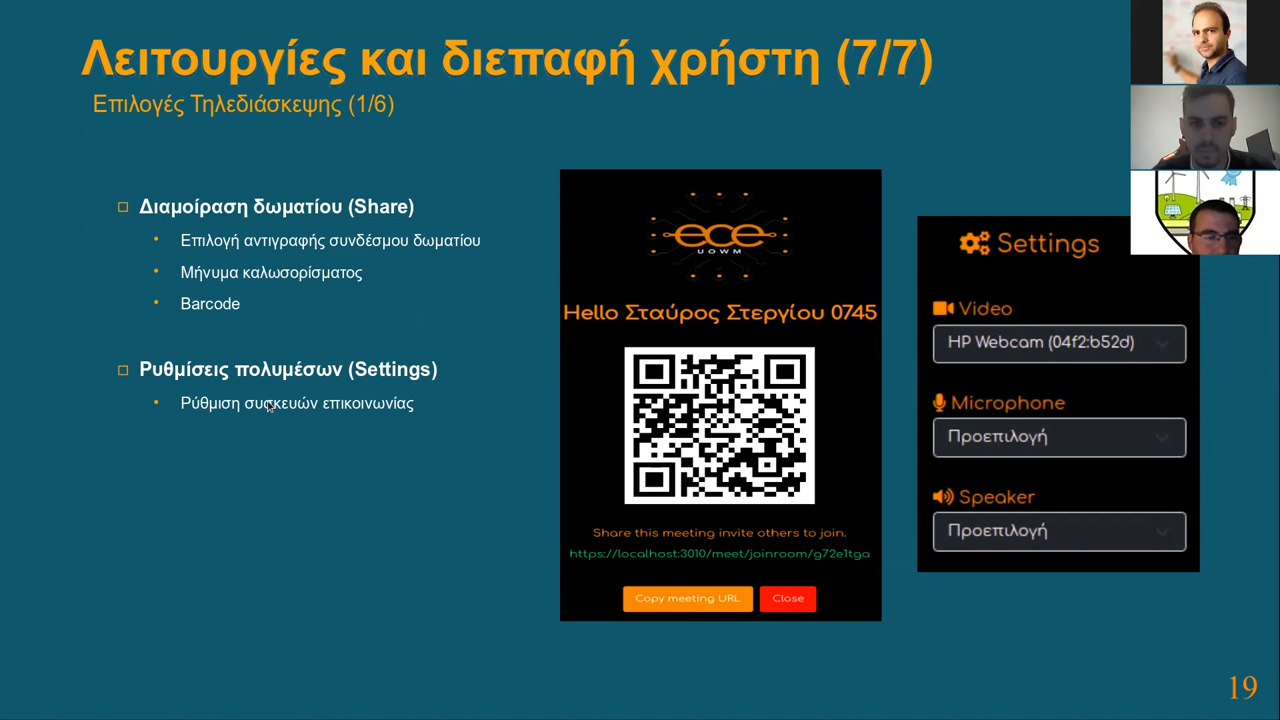 Λειτουργίες και διεπαφή χρήστη (7/7)
Επιλογές Τηλεδιάσκεψης (1/6)
Διαμοίραση δωματίου (Share)
Επιλογή αντιγραφής συνδέσμου δωματίου
Μήνυμα καλωσορίσματος
Barcode
Ρυθμίσεις πολυμέσων (Settings)
Ρύθμιση συσκευών επικοινωνίας
ece
UOWM
Hello Σταύρος Στεργίου 0745
Share this meeting invite others to join.
https://localhost:3010/meet/joinroom/g72e1tga
Copy meeting URL
Close
Settings
Video
HP Webcam (04f2:b52d)
Microphone
Προεπιλογή
Speaker
Προεπιλογή
19